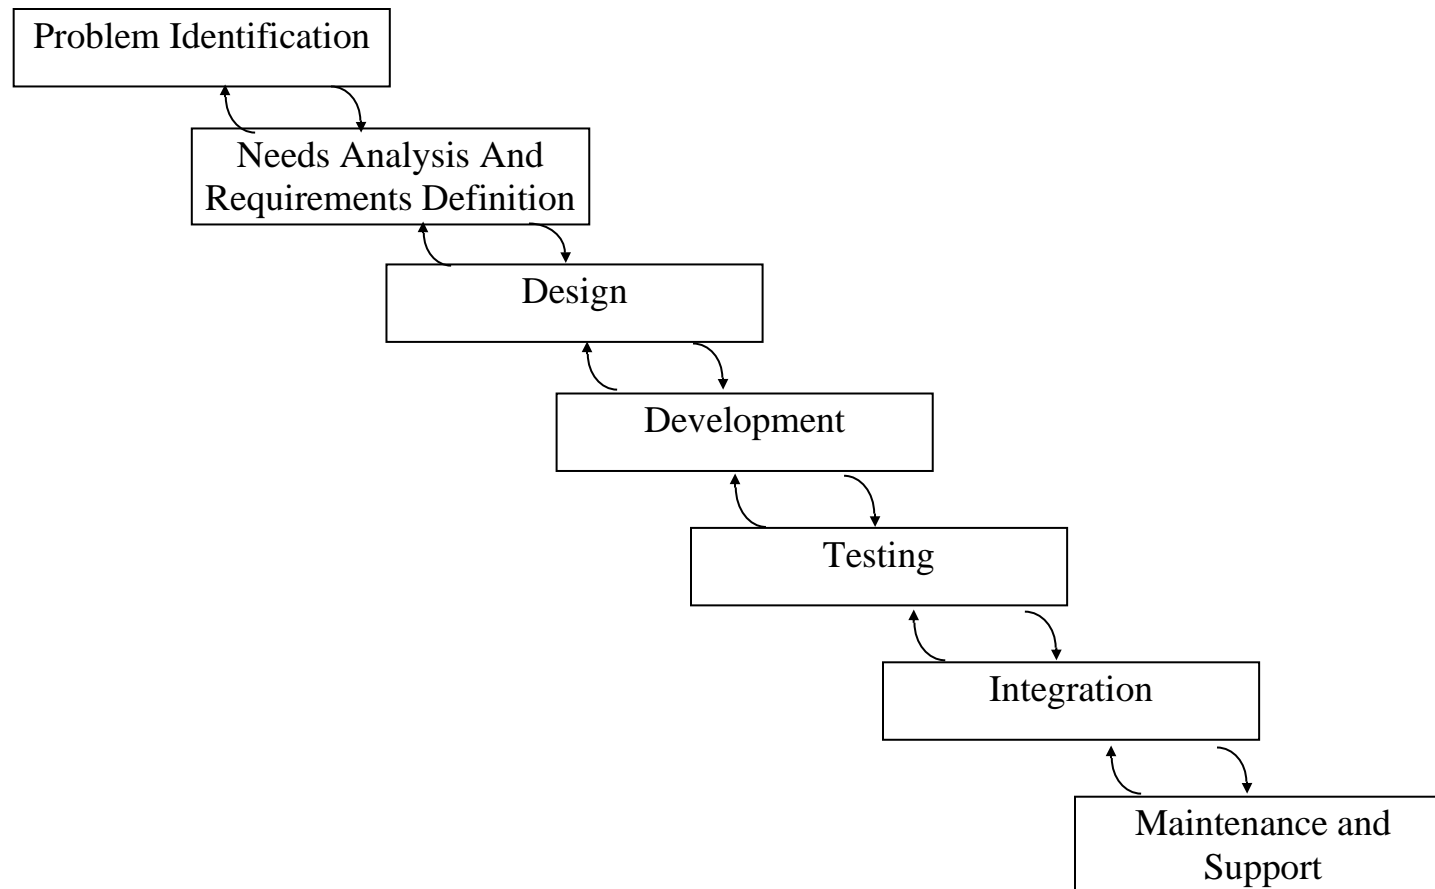 Problem Identification
Needs Analysis And
Requirements Definition
Design
Development
Testing
Integration
Maintenance and
Support